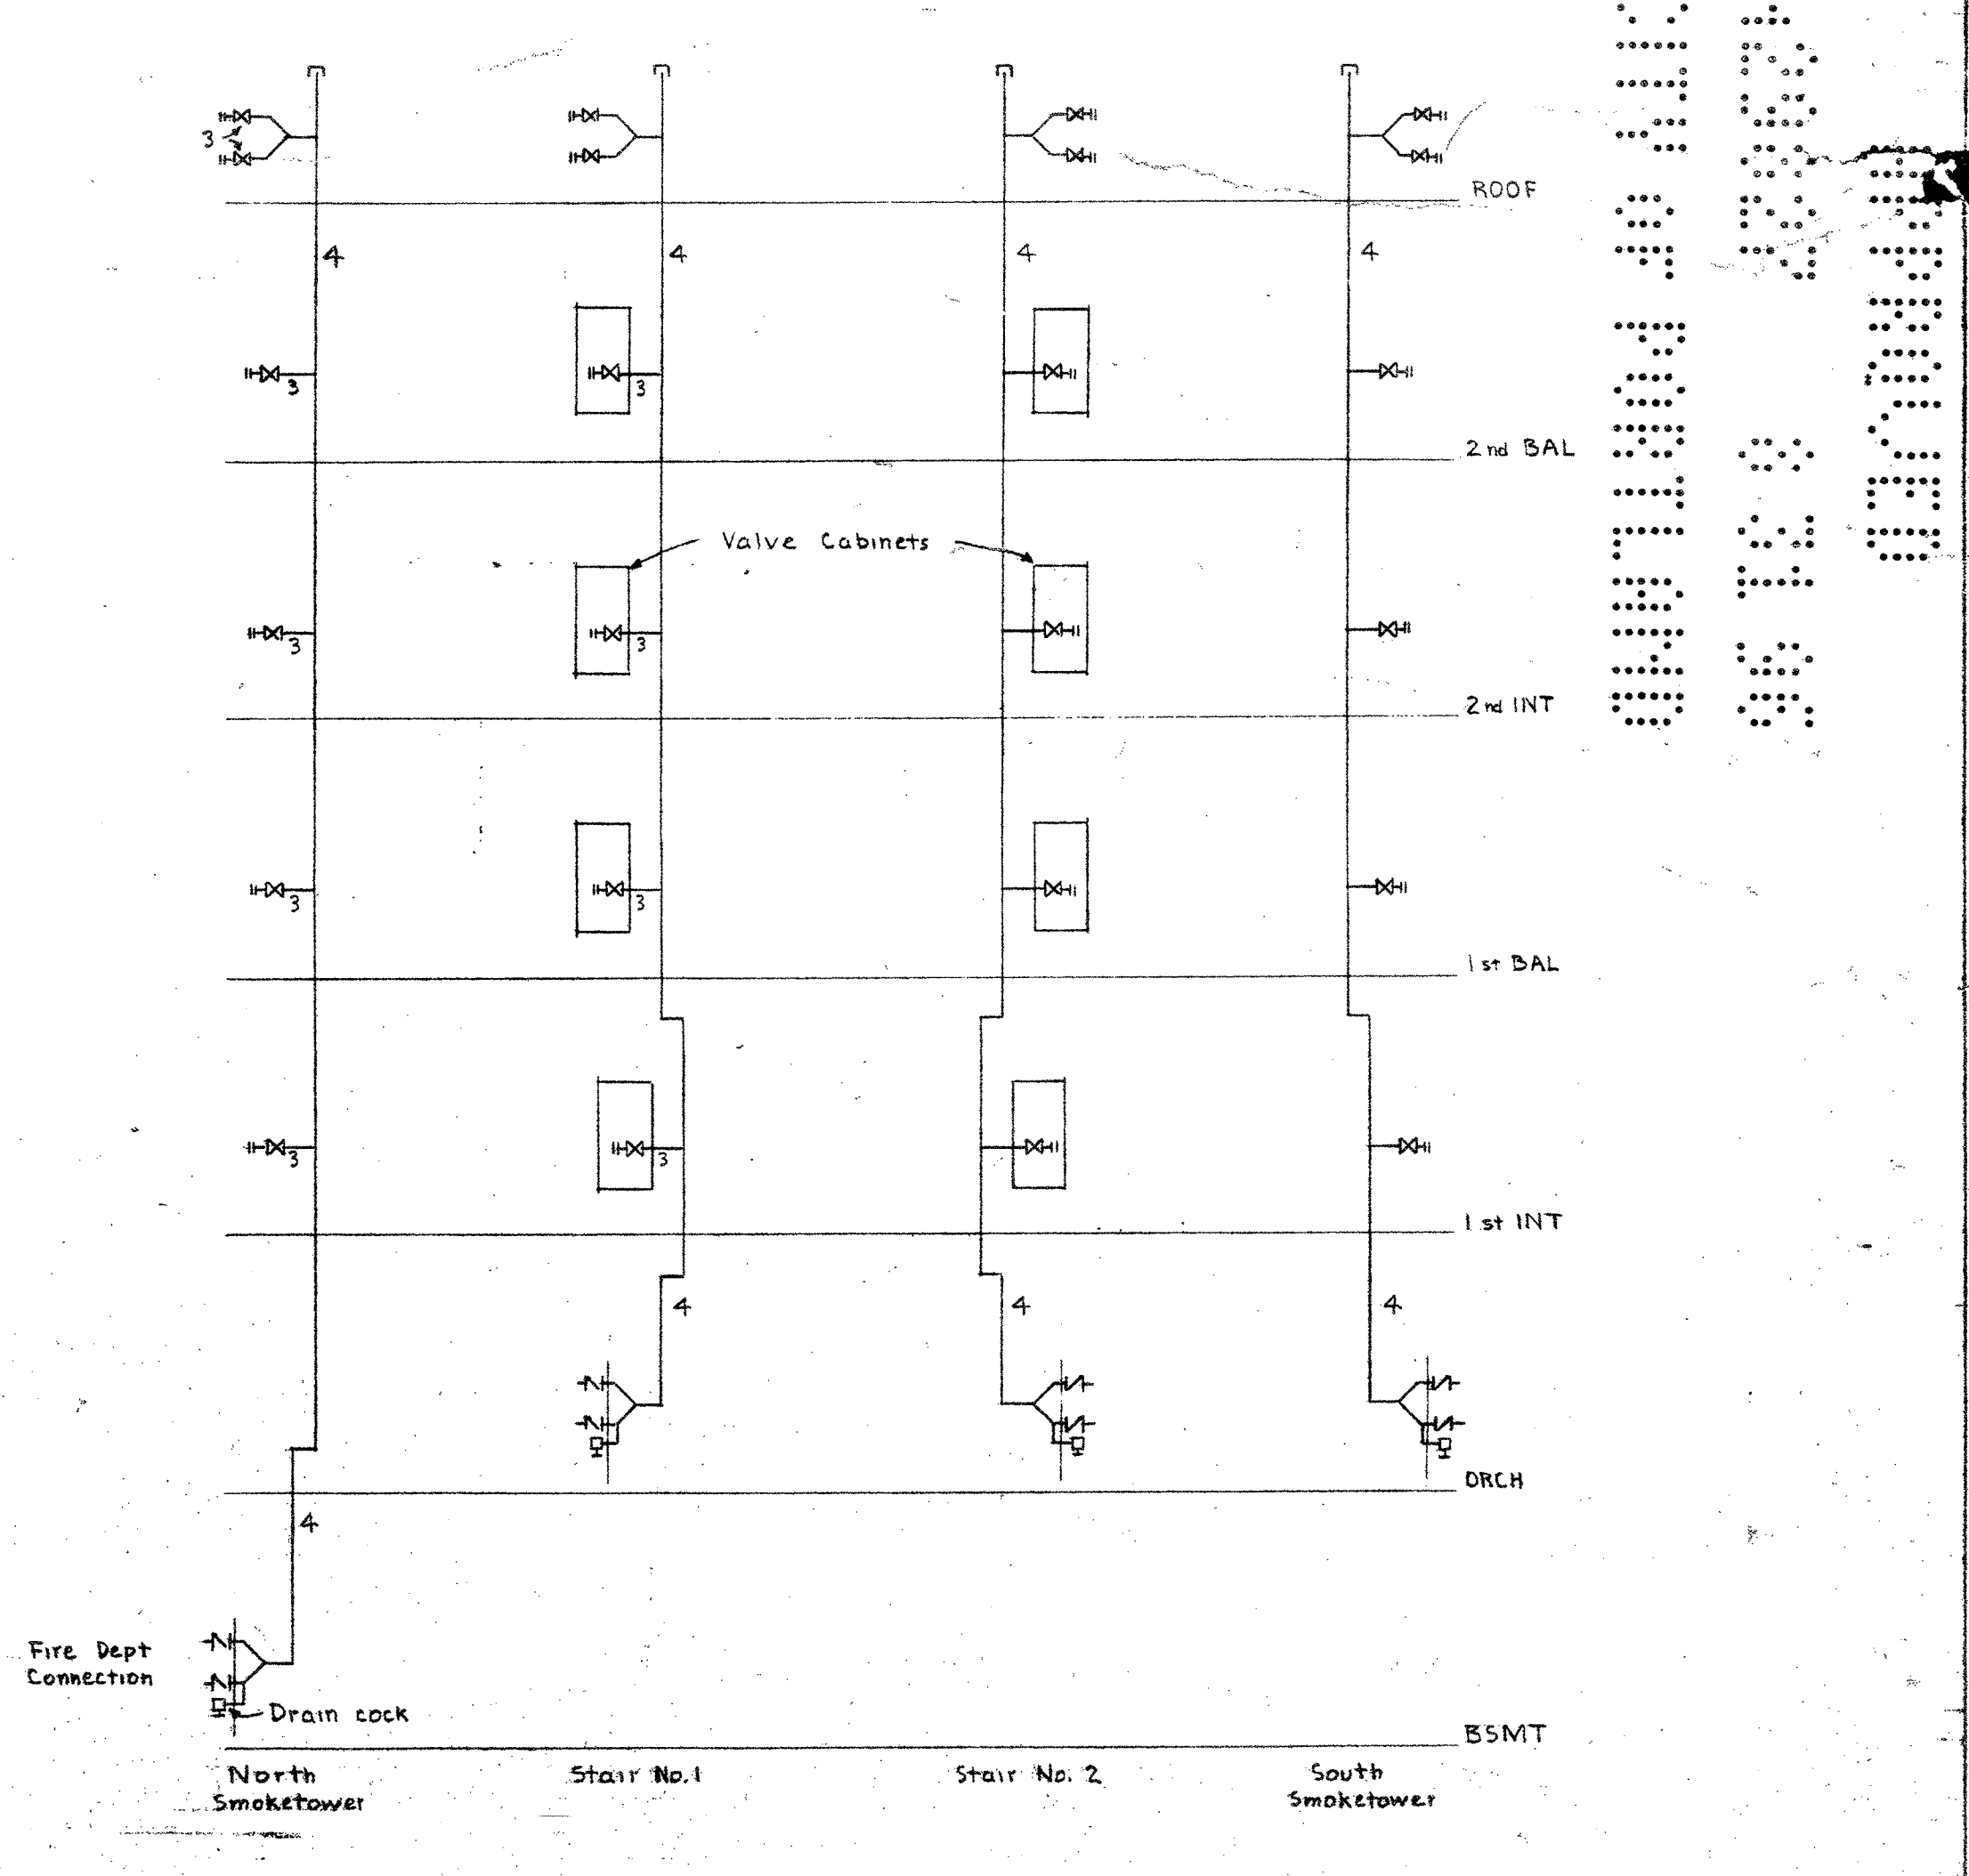 3
ROOF
4
4
4
4
3
3
2nd BAL
Valve Cabinets
3
3
2nd INT
3
3
1st BAL
3
3
1st INT
4
4
4
ORCH
4
Fire Dept
Connection
Drain cock
BSMT
North
Smoketower
Stair No.1
Stair No. 2
South
Smoketower